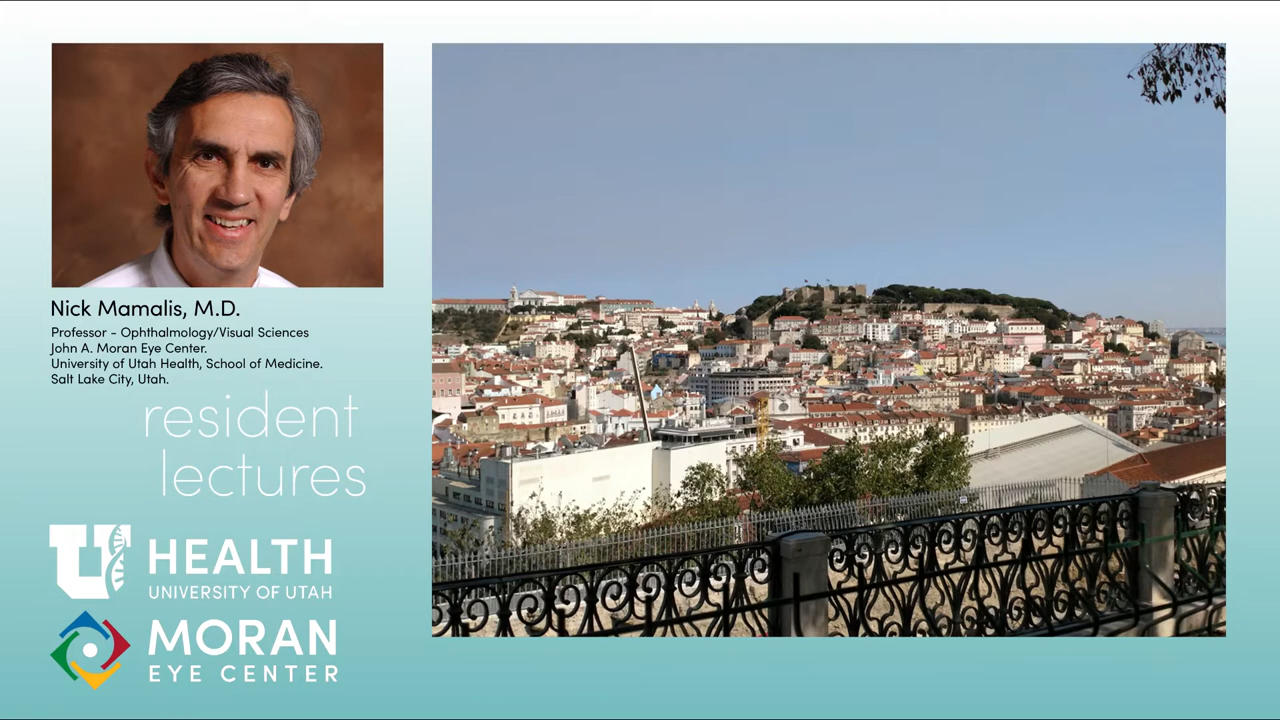 Nick Mamalis, M.D.
Professor - Ophthalmology/Visual Sciences
John A. Moran Eye Center.
University of Utah Health, School of Medicine.
Salt Lake City, Utah.
resident
lectures
U HEALTH
UNIVERSITY OF UTAH
MORAN
EYE CENTER